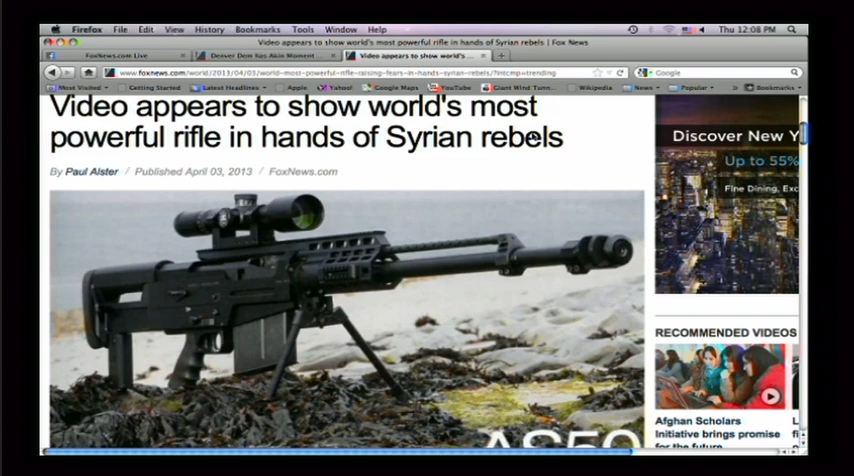 Firefox File Edit View History Bookmarks Tools Window Help Thu 12:08 PM
Video appears to show world's most powerful rifle in hands of Syrian rebels | Fox News
FoxNews.com Live Denver Dem has Akin Moment ... Video appears to show world's...
www.foxnews.com/world/2013/04/03/world-most-powerful-rifle-raising-fears-in-hands-syrian-rebels/?intcmp=trending Google
Most Visited Getting Started Latest Headlines Apple Yahoo! Google Maps YouTube Giant Wind Tunn... Wikipedia News Popular » Bookmarks
Video appears to show world's most
powerful rifle in hands of Syrian rebels
By Paul Alster / Published April 03, 2013 / FoxNews.com
Discover New Y
Up to 55%
Fine Dining, Exc
AS50
RECOMMENDED VIDEOS
Afghan Scholars
Initiative brings promise
for the future